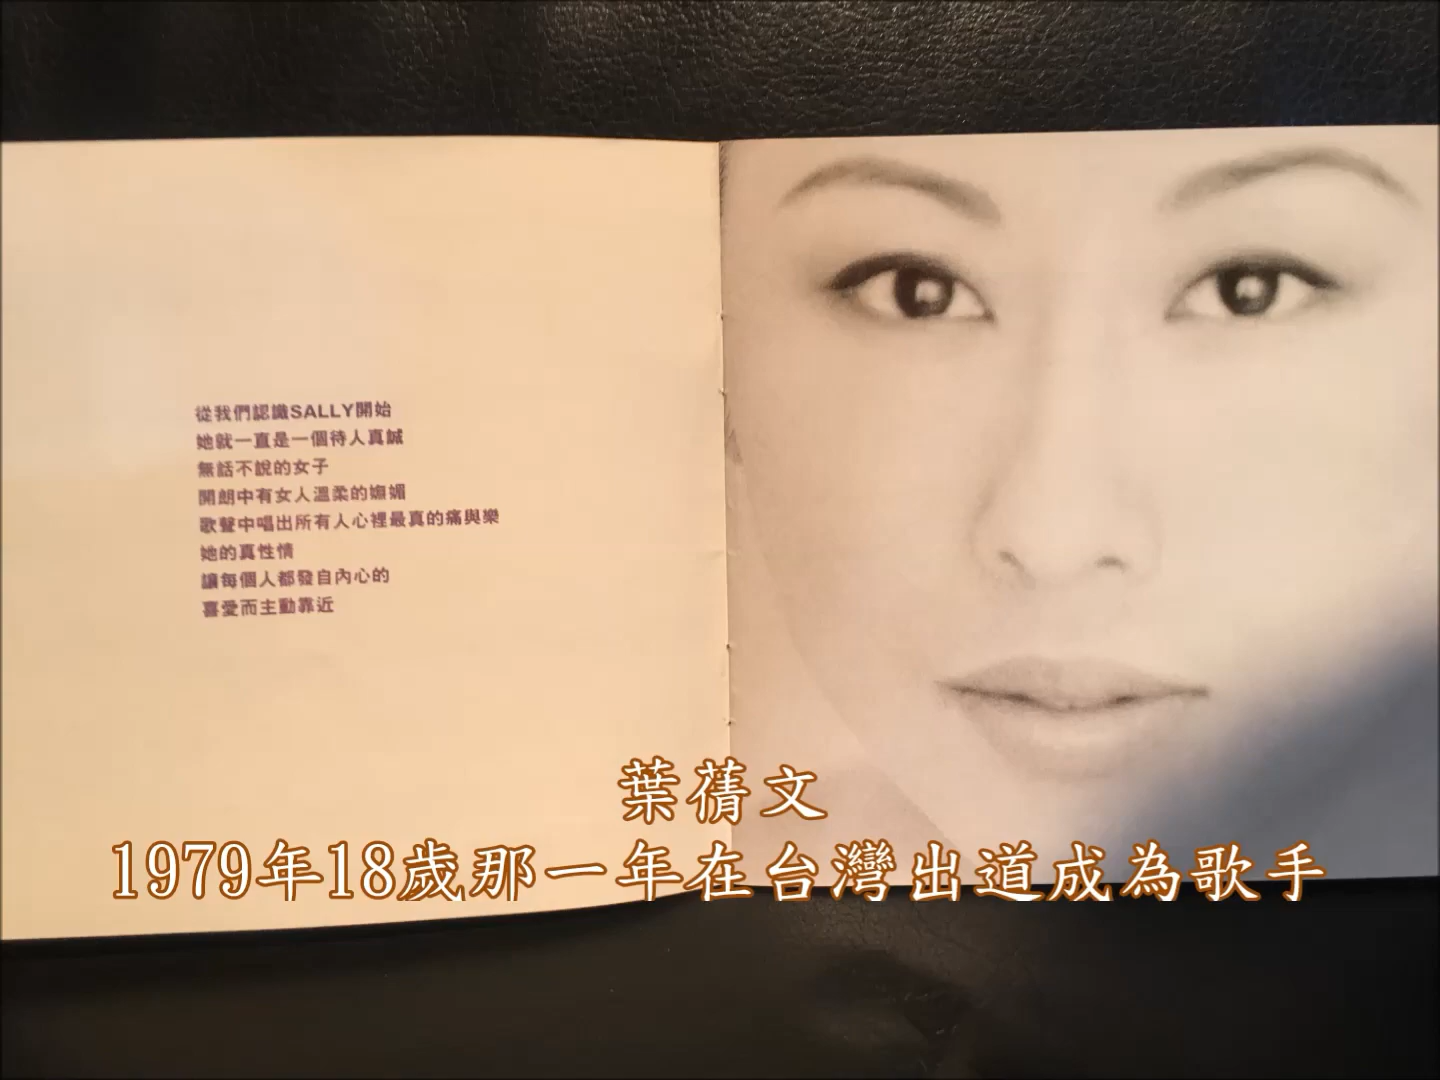 從我們認識SALLY開始
她就一直是一個待人真誠
無話不說的女子
開朗中有女人溫柔的嫵媚
歌聲中唱出所有人心裡最真的痛與樂
她的真性情
讓每個人都發自內心的
喜愛而主動靠近
葉蒨文
1979年18歲那一年在台灣出道成為歌手